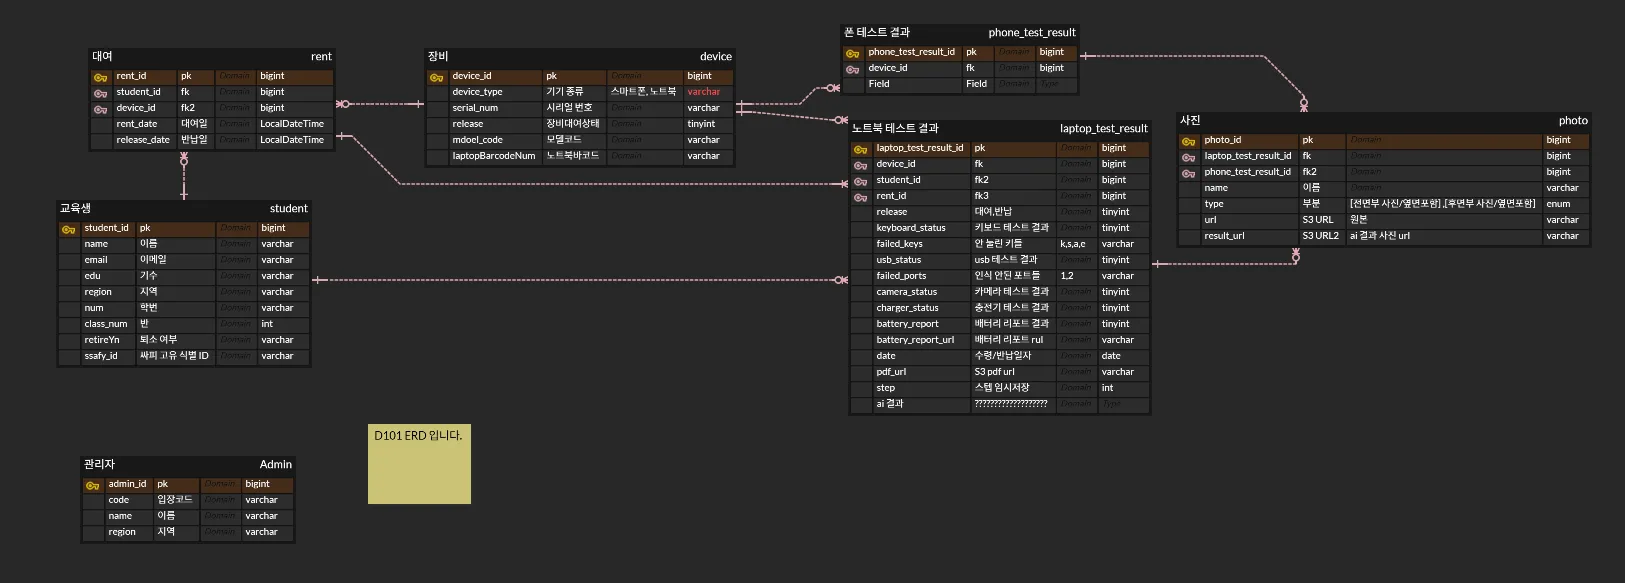 대여 rent
rent_id pk Domain bigint
student_id fk Domain bigint
device_id fk2 Domain bigint
rent_date 대여일 Domain LocalDateTime
release_date 반납일 Domain LocalDateTime
장비 device
device_id pk Domain bigint
device_type 기기 종류 스마트폰, 노트북 varchar
serial_num 시리얼 번호 Domain varchar
release 장비대여상태 Domain tinyint
mdoel_code 모델코드 Domain varchar
laptopBarcodeNum 노트북바코드 Domain varchar
폰 테스트 결과 phone_test_result
phone_test_result_id pk Domain bigint
device_id fk Domain bigint
Field Field Domain Type
노트북 테스트 결과 laptop_test_result
laptop_test_result_id pk Domain bigint
device_id fk Domain bigint
student_id fk2 Domain bigint
rent_id fk3 Domain bigint
release 대여,반납 Domain tinyint
keyboard_status 키보드 테스트 결과 Domain tinyint
failed_keys 안 눌린 키들 k,s,a,e varchar
usb_status usb 테스트 결과 Domain tinyint
failed_ports 인식 안된 포트들 1,2 varchar
camera_status 카메라 테스트 결과 Domain tinyint
charger_status 충전기 테스트 결과 Domain tinyint
battery_report 배터리 리포트 결과 Domain tinyint
battery_report_url 배터리 리포트 rul Domain varchar
date 수령/반납일자 Domain date
pdf_url S3 pdf url Domain varchar
step 스텝 임시저장 Domain int
ai 결과 ??????????????????? Domain Type
사진 photo
photo_id pk Domain bigint
laptop_test_result_id fk Domain bigint
phone_test_result_id fk2 Domain bigint
name 이름 Domain varchar
type 부분 [전면부 사진/옆면포함],[후면부 사진/옆면포함] enum
url S3 URL 원본 varchar
result_url S3 URL2 ai 결과 사진 url varchar
교육생 student
student_id pk Domain bigint
name 이름 Domain varchar
email 이메일 Domain varchar
edu 기수 Domain varchar
region 지역 Domain varchar
num 학번 Domain varchar
class_num 반 Domain int
retireYn 퇴소 여부 Domain varchar
ssafy_id 싸피 고유 식별 ID Domain varchar
D101 ERD 입니다.
관리자 Admin
admin_id pk Domain bigint
code 입장코드 Domain varchar
name 이름 Domain varchar
region 지역 Domain varchar